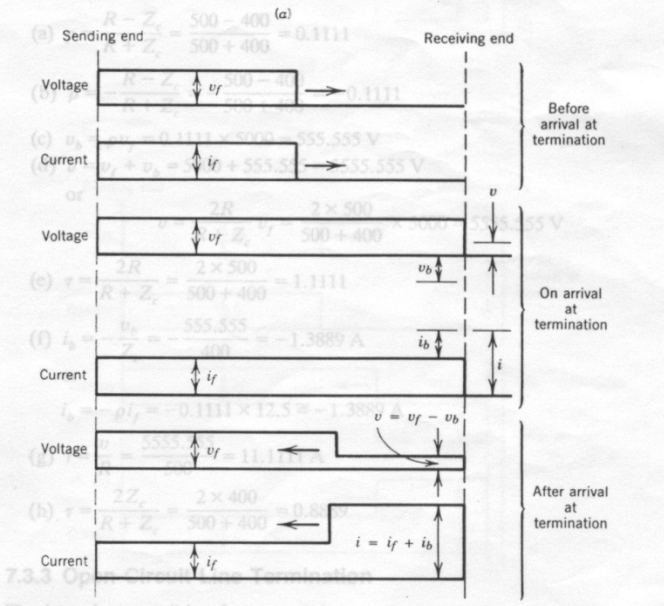 (a)
Sending end
Receiving end
Voltage
v_f
Before
arrival at
termination
Current
i_f
v
Voltage
v_f
v_b
On arrival
at
termination
i_b
i
Current
i_f
v = v_f − v_b
Voltage
v_f
After arrival
at
termination
i = i_f + i_b
Current
i_f
(a) R − Z_c / R + Z_c = 500 − 400 / 500 + 400 = 0.1111
(b) ρ = − R − Z_c / R + Z_c = − 500 − 400 / 500 + 400 = − 0.1111
(c) v_b = ρv_f = 0.1111 × 5000 = 555.555 V
(d) v = v_f + v_b = 5000 + 555.555 = 5555.555 V
or
v = 2R / R + Z_c v_f = 2 × 500 / 500 + 400 × 5000 = 5555.555 V
(e) τ = 2R / R + Z_c = 2 × 500 / 500 + 400 = 1.1111
(f) i_b = − v_b / Z_c = − 555.555 / 400 = −1.3889 A
= −ρi_f = −0.1111 × 12.5 = −1.3889 A
(g) = v / R = 5555.555 / 500 = 11.1111 A
(h) τ = 2Z_c / R + Z_c = 2 × 400 / 500 + 400 = 0.8889
7.3.3 Open-Circuit Line Termination